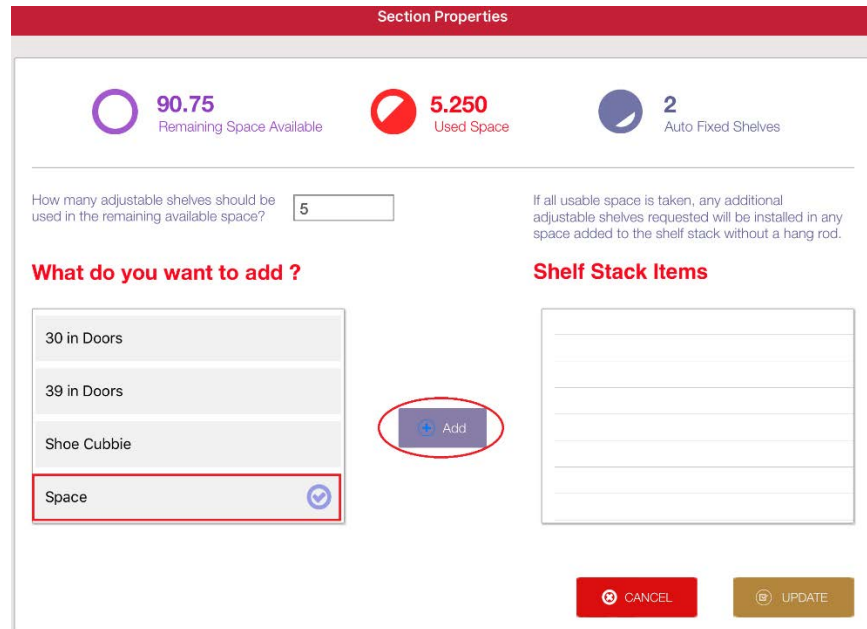 Section Properties
90.75
Remaining Space Available
5.250
Used Space
2
Auto Fixed Shelves
How many adjustable shelves should be
used in the remaining available space?
5
If all usable space is taken, any additional
adjustable shelves requested will be installed in any
space added to the shelf stack without a hang rod.
What do you want to add ?
Shelf Stack Items
30 in Doors
39 in Doors
Shoe Cubbie
Space
Add
CANCEL
UPDATE